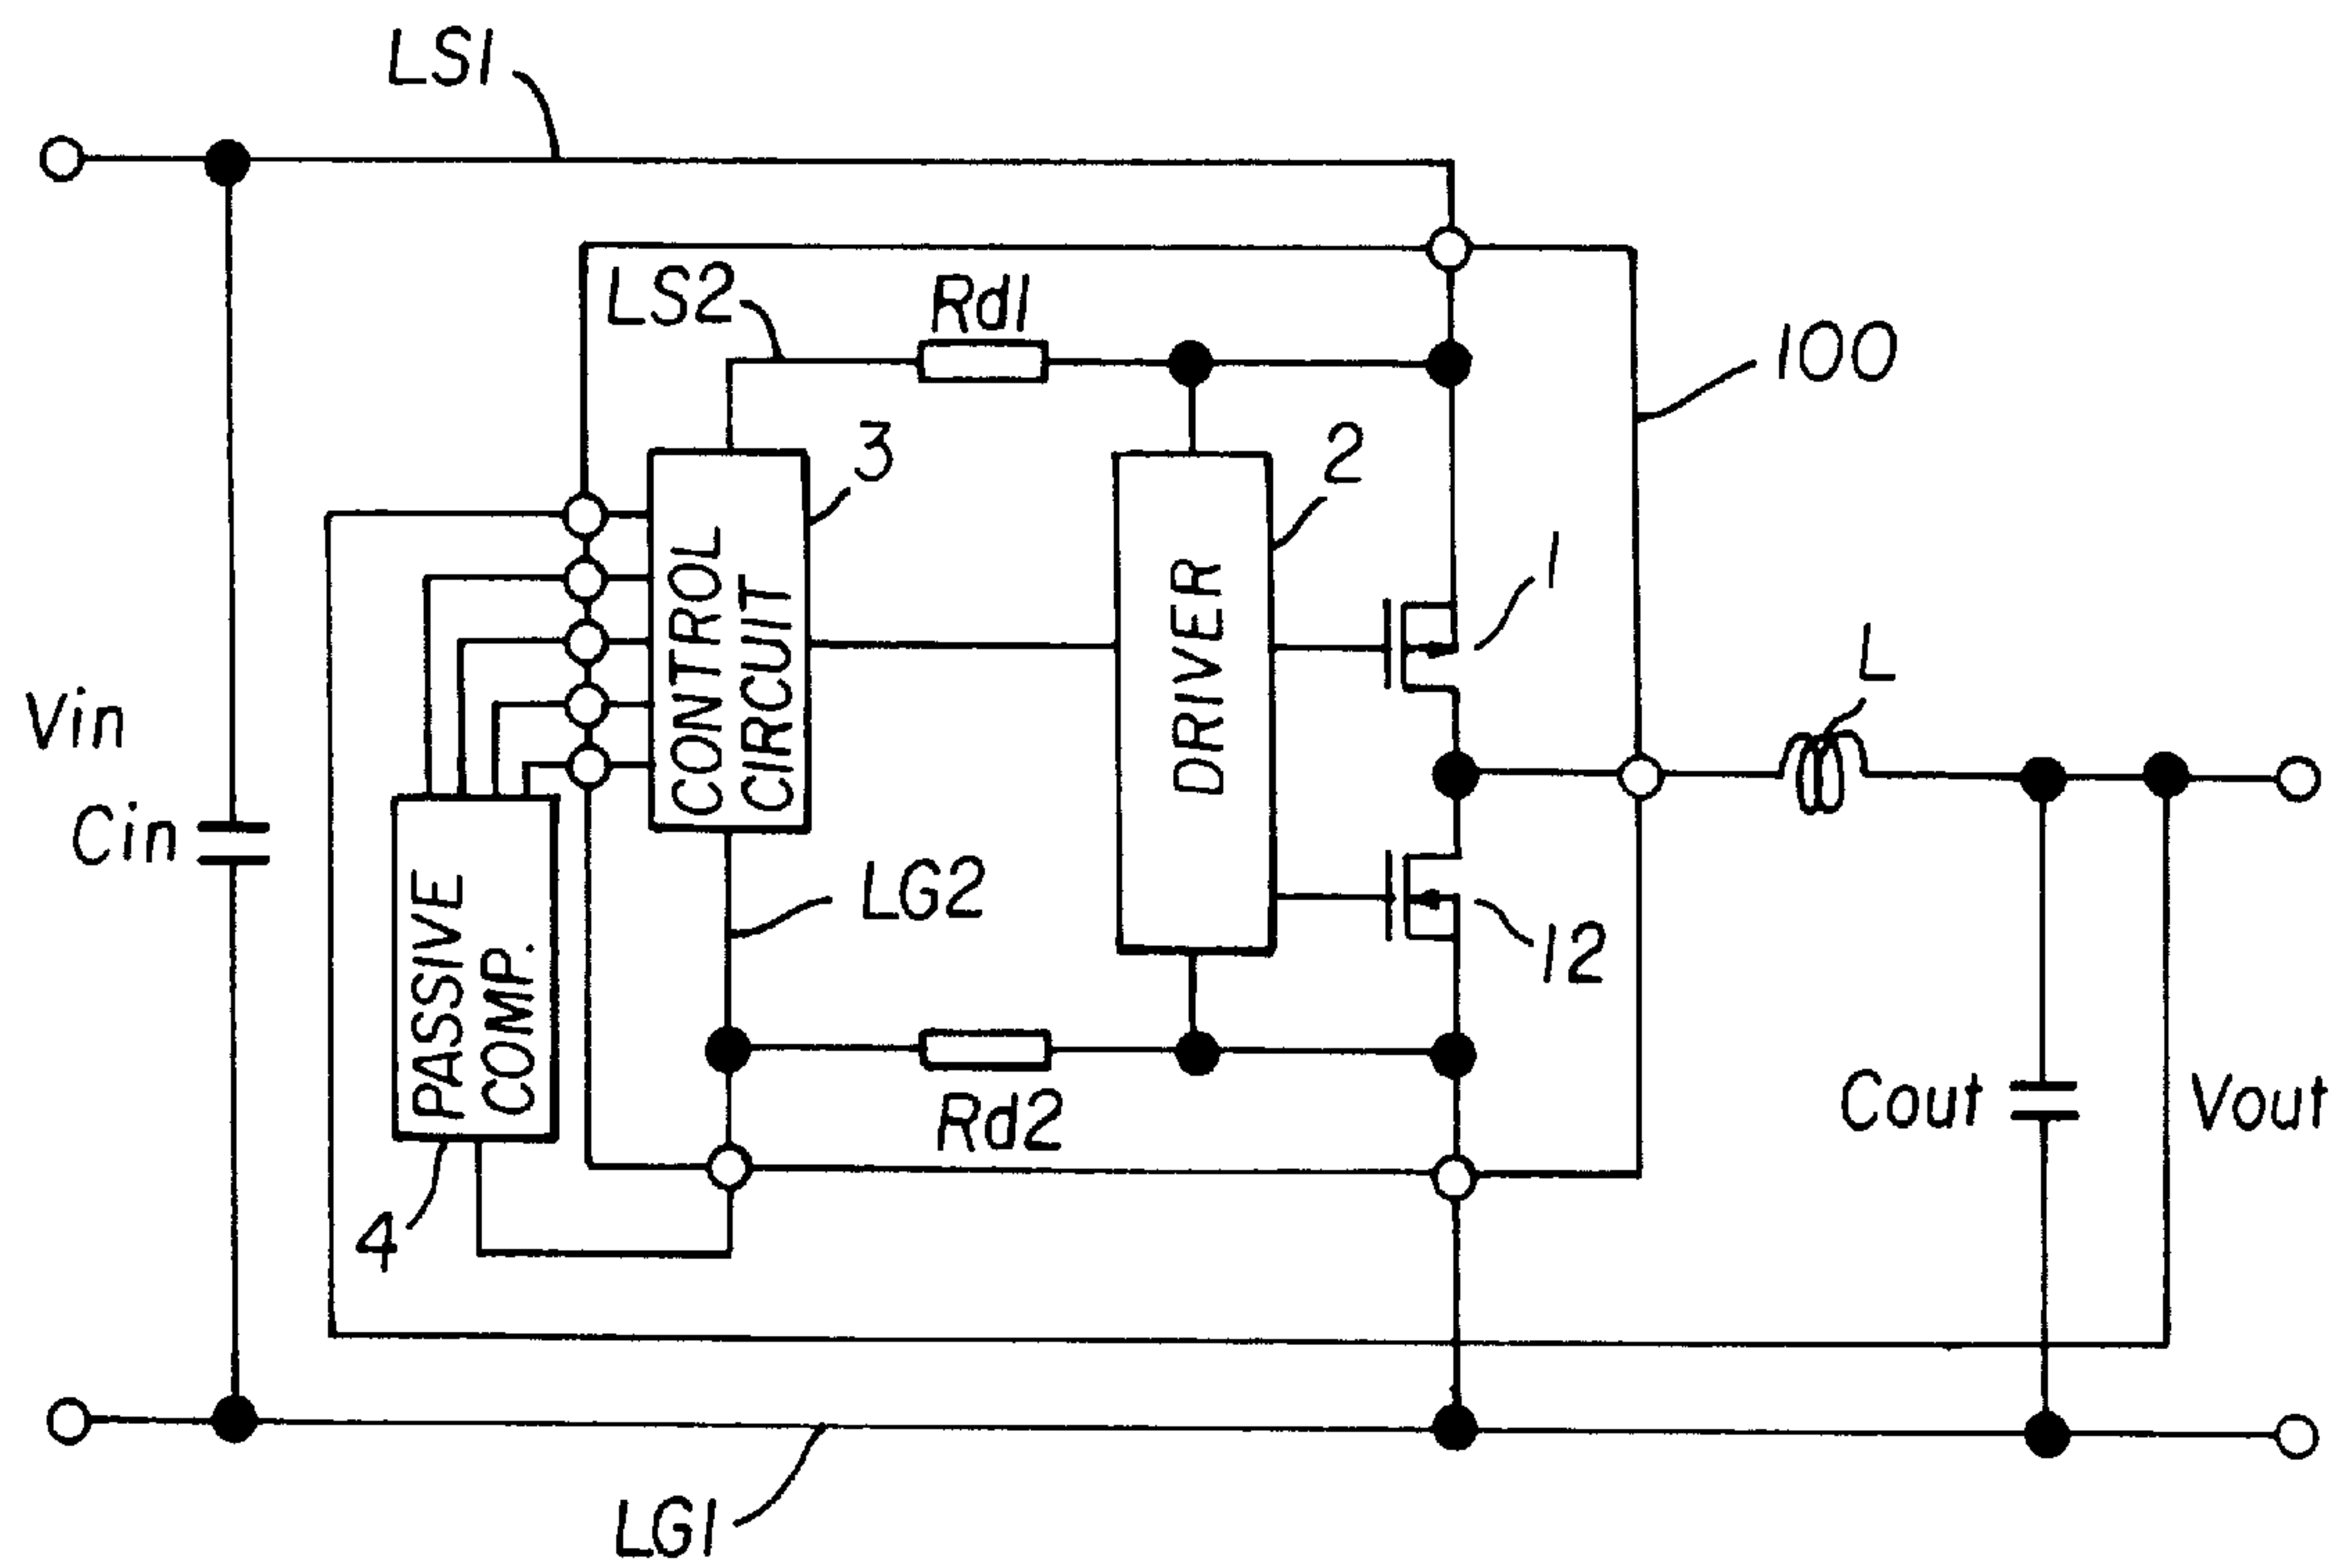 LS1
LS2
Rd1
100
3
2
1
CONTROL
CIRCUIT
DRIVER
L
Vin
Cin
PASSIVE
COMP.
LG2
12
4
Rd2
Cout
Vout
LG1